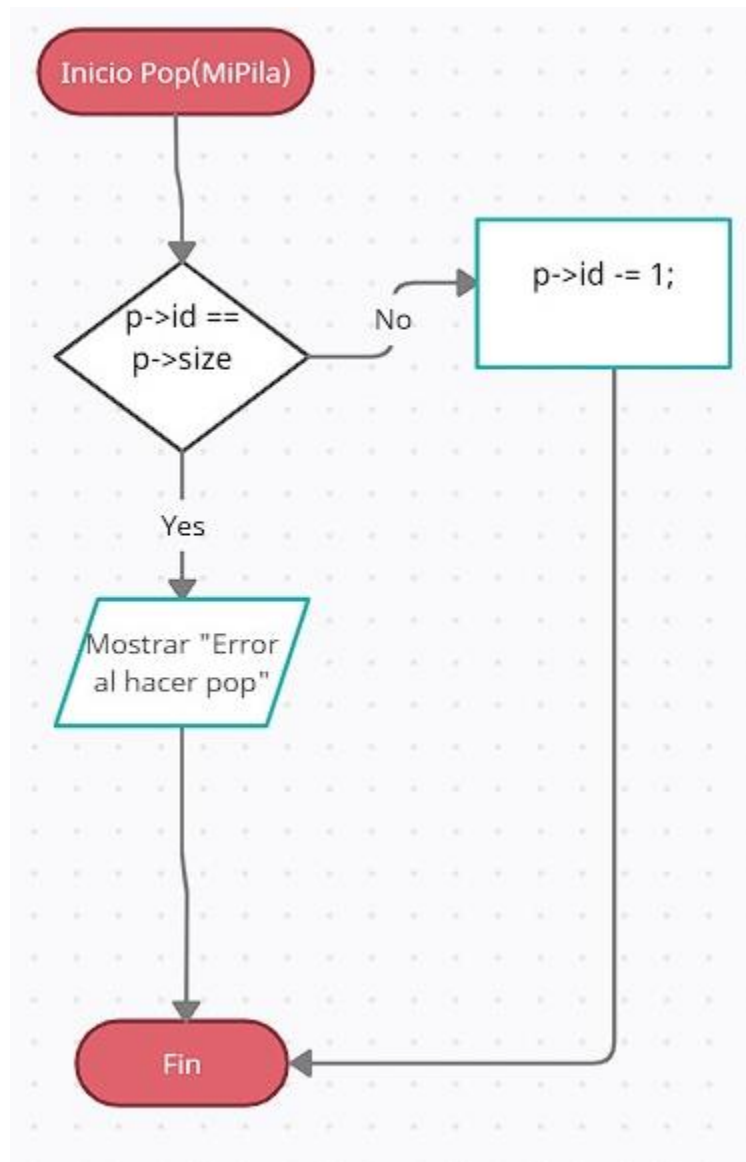 Inicio Pop(MiPila)
p->id ==
p->size
No
p->id -= 1;
Yes
Mostrar "Error
al hacer pop"
Fin